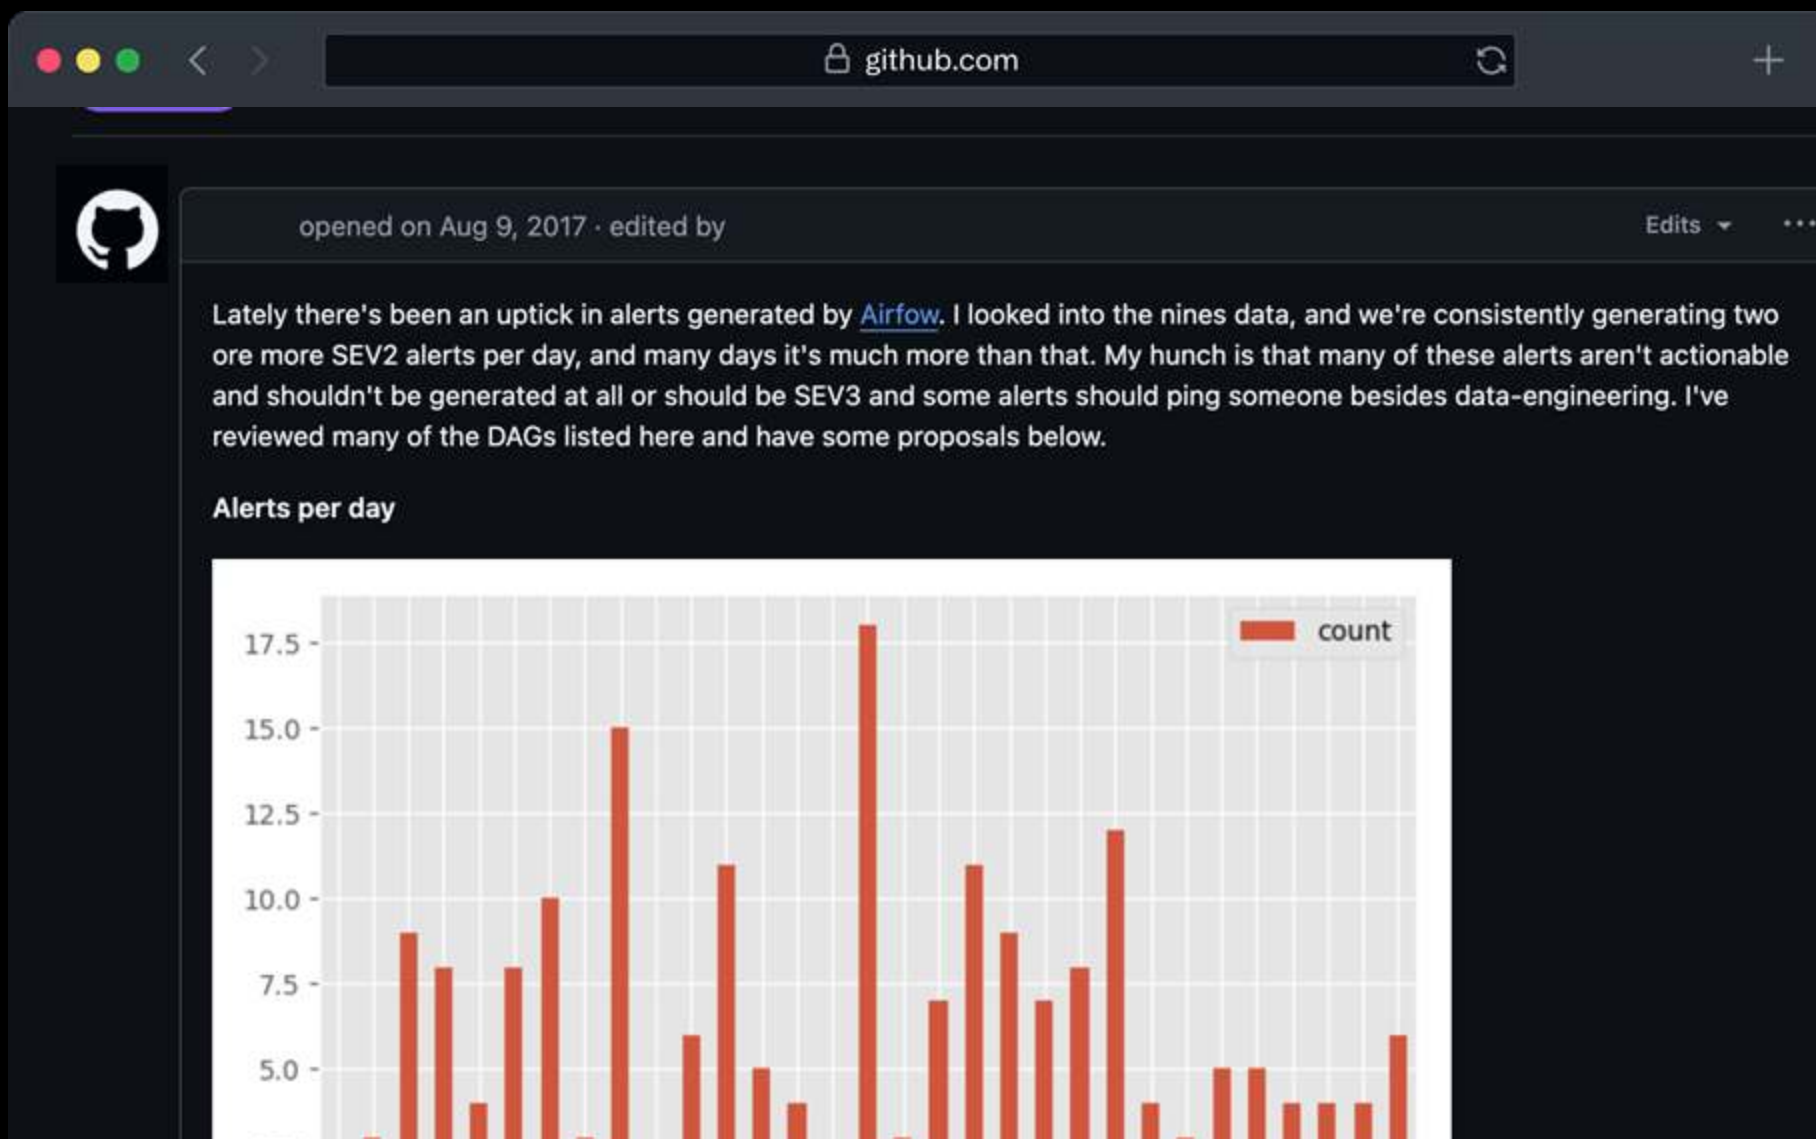 github.com
opened on Aug 9, 2017 · edited by
Edits
Lately there's been an uptick in alerts generated by Airfow. I looked into the nines data, and we're consistently generating two
ore more SEV2 alerts per day, and many days it's much more than that. My hunch is that many of these alerts aren't actionable
and shouldn't be generated at all or should be SEV3 and some alerts should ping someone besides data-engineering. I've
reviewed many of the DAGs listed here and have some proposals below.
Alerts per day
count
17.5
15.0
12.5
10.0
7.5
5.0